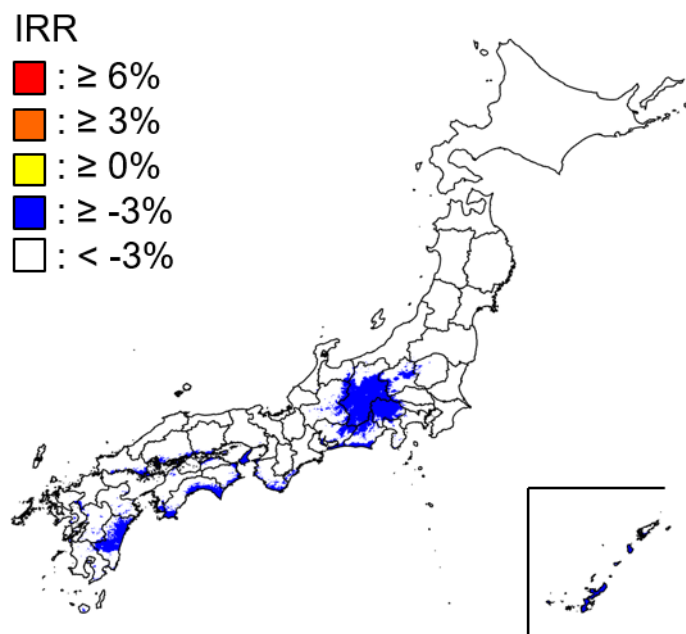 IRR
: ≥ 6%
: ≥ 3%
: ≥ 0%
: ≥ -3%
: < -3%